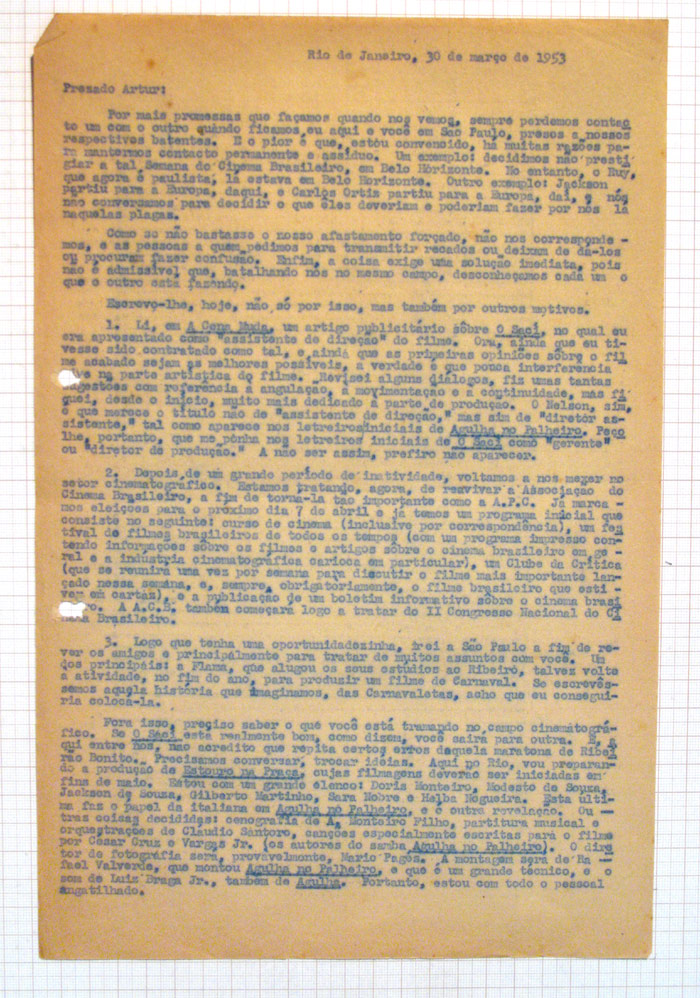 Rio de Janeiro, 30 de março de 1953
Prezado Artur:
Por mais promessas que façamos quando nos vemos, sempre perdemos contac
to um com o outro quando ficamos, eu aqui e você em São Paulo, presos a nossos
respectivos batentes. E o pior é que, estou convencido, há muitas razões pa-
ra mantermos contacto permanente e assíduo. Um exemplo: decidimos não presti
giar a tal Semana do Cinema Brasileiro, em Belo Horizonte. No entanto, o Ruy,
que agora é paulista, lá estava em Belo Horizonte. Outro exemplo: Jackson
partiu para a Europa, daqui, e Carlos Ortis partiu para a Europa, daí, e nós
não conversamos para decidir o que êles deveriam e poderiam fazer por nós lá
naquelas plagas.
Como se não bastasse o nosso afastamento forçado, não nos corresponde -
mos, e as pessoas a quem pedimos para transmitir recados ou deixam de dá-los
ou procuram fazer confusão. Enfim, a coisa exige uma solução imediata, pois
não é admissível que, batalhando nós no mesmo campo, desconheçamos cada um o
que o outro está fazendo.
Escrevo-lhe, hoje, não só por isso, mas também por outros motivos.
1. Li, em A Cena Muda, um artigo publicitário sôbre O Saci, no qual eu
era apresentado como "assistente de direção" do filme. Ora, ainda que eu ti-
vesse sido contratado como tal, e ainda que as primeiras opiniões sôbre o fil
me acabado sejam as melhores possíveis, a verdade é que pouca interferência
tive na parte artística do filme. Revisei alguns diálogos, fiz umas tantas
sugestões com referência a angulação, a movimentação e a continuidade, mas fi
quei, desde o início, muito mais dedicado à parte de produção. O Nelson, sim,
é que merece o título não de "assistente de direção," mas sim de "diretor as-
sistente," tal como aparece nos letreiros iniciais de Agulha no Palheiro. Peço
lhe, portanto, que me ponha nos letreiros iniciais de O Saci como "gerente"
ou "diretor de produção." A não ser assim, prefiro não aparecer.
2. Depois de um grande período de inatividade, voltamos a nos mexer no
setor cinematográfico. Estamos tratando, agora, de reavivar a Associação do
Cinema Brasileiro, a fim de torná-la tão importante como a A.P.C. Já marca -
mos eleições para o próximo dia 7 de abril e já temos um programa inicial que
consiste no seguinte: curso de cinema (inclusive por correspondência), um fes
tival de filmes brasileiros de todos os tempos (com um programa impresso con-
tendo informações sôbre os filmes e artigos sôbre o cinema brasileiro em ge -
ral e a indústria cinematográfica carioca em particular), um Clube da Crítica
(que se reunirá uma vez por semana para discutir o filme mais importante lan-
çado nessa semana, e, sempre, obrigatòriamente, o filme brasileiro que esti-
ver em cartaz), e a publicação de um boletim informativo sôbre o cinema brasi
leiro. A A.C.B. também começará logo a tratar do II Congresso Nacional do Ci
nema Brasileiro.
3. Logo que tenha uma oportunidadezinha, irei a São Paulo a fim de re-
ver os amigos e principalmente para tratar de muitos assuntos com você. Um
dos principais: a Flama, que alugou os seus estúdios ao Ribeiro, talvez volte
à atividade, no fim do ano, para produzir um filme de Carnaval. Se escrevês-
semos aquela história que imaginamos, das Carnavaletas, acho que eu consegui-
ria colocá-la.
Fora isso, preciso saber o que você está tramando no campo cinematográ-
fico. Se O Saci está realmente bom, como dizem, você cairá para outra. E, a
qui entre nós, não acredito que repita certos erros daquela maratona de Ribei
rão Bonito. Precisamos conversar, trocar idéias. Aqui no Rio, vou preparan-
do a produção de Estouro na Praça, cujas filmagens deverão ser iniciadas em
fins de maio. Estou com um grande elenco: Doris Monteiro, Modesto de Souza,
Jackson de Souza, Gilberto Martinho, Sara Nobre e Helba Nogueira. Esta últi-
ma fas o papel da italiana em Agulha no Palheiro, e é outra revelação. Ou -
tras coisas decididas: cenografia de A. Monteiro Filho, partitura musical e
orquestrações de Claudio Santoro, canções especialmente escritas para o filme
por Cesar Cruz e Vargas Jr. (os autores do samba Agulha no Palheiro). O dire
tor de fotografia será, provàvelmente, Mario Pagés. A montagem será de Ra -
fael Valverde, que montou Agulha no Palheiro, e que é um grande técnico, e o
som de Luiz Braga Jr., também de Agulha. Portanto, estou com todo o pessoal
engatilhado.